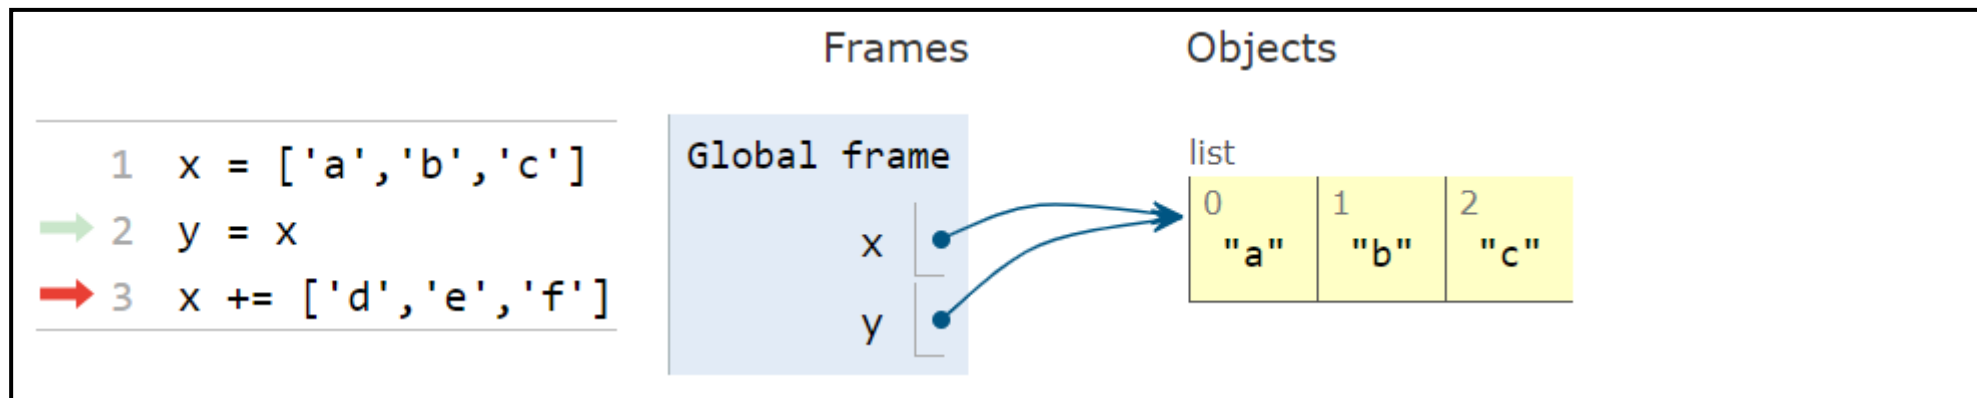 Frames Objects
1 x = ['a','b','c']
2 y = x
3 x += ['d','e','f']
Global frame
x
y
list
0 1 2
"a" "b" "c"